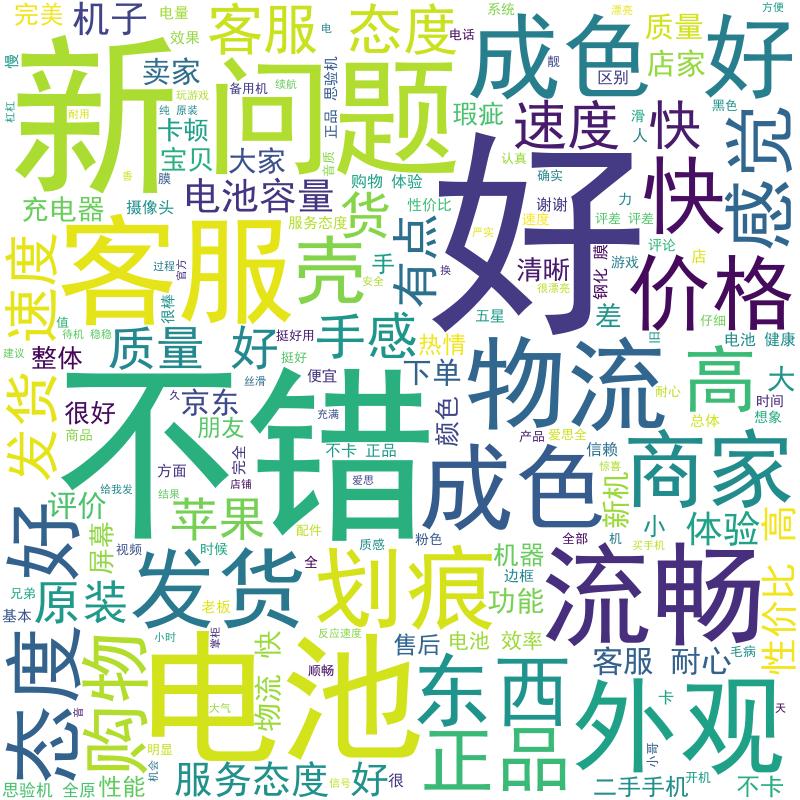 完美
机子
电量
客服
态度
电
电话
系统
漂亮
方便
新
问题
效果
成色
质量
好
店家
慢
卖家
备用机
续航
思验机
靓
区别
玩游戏
杠杠
耐用
纯
原装
正品
瑕疵
速度
快
滑
人
黑色
感觉
卡顿
宝贝
大家
音质
认真
好
快
香
膜
电池容量
购物
体验
确实
充电器
摄像头
服务态度
货
性价比
谢谢
力
速度
评差
评差
严实
评论
店
速度
客服
壳
有点
手
换
清晰
钢化
膜
游戏
价格
过程
官方
安全
很漂亮
值
待机
稳稳
很棒
五星
差
仔细
建议
整体
质量
好
挺好用
手感
热情
旧
电池
健康
发货
挺好
物流
高
大
不错
丝滑
便宜
下单
耐心
时间
很好
久
京东
充满
颜色
总体
想象
商品
朋友
产品
爱思全
成色
信赖
商家
方面
完全
不卡
正品
惊喜
给我发
店铺
爱思
新机
评价
结果
苹果
配件
小
体验
高
好
屏幕
视频
时候
质感
粉色
全部
机
买手机
发货
全
划痕
机器
流畅
兄弟
原装
边框
性价比
基本
老板
功能
态度
购物
小时
掌柜
快
反应速度
售后
电池
效率
客服
耐心
毛病
电池
顺畅
东西
外观
音
物流
大气
正品
卡
天
明显
小哥
思验机
全原
性能
机会
服务态度
信号
好
很
二手手机
开机
不卡